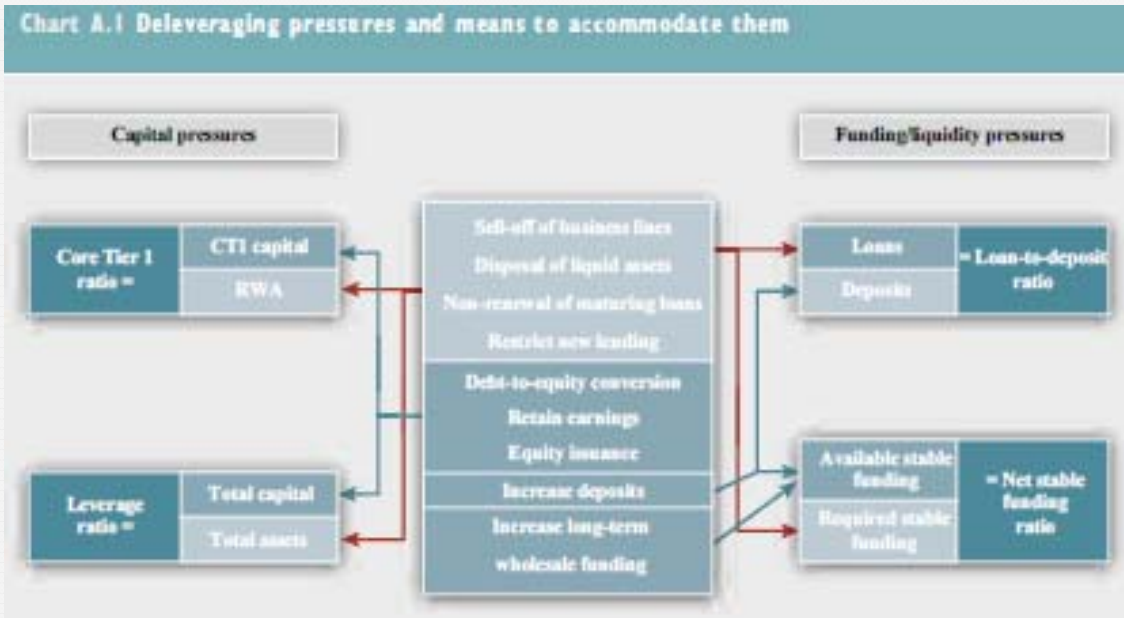 Chart A.1 Deleveraging pressures and means to accommodate them
Capital pressures
Funding/liquidity pressures
Core Tier 1
ratio =
CT1 capital
RWA
Leverage
ratio =
Total capital
Total assets
Sell-off of business lines
Disposal of liquid assets
Non-renewal of maturing loans
Restrict new lending
Debt-to-equity conversion
Retain earnings
Equity issuance
Increase deposits
Increase long-term
wholesale funding
Loans
Deposits
= Loan-to-deposit
ratio
Available stable
funding
Required stable
funding
= Net stable
funding
ratio